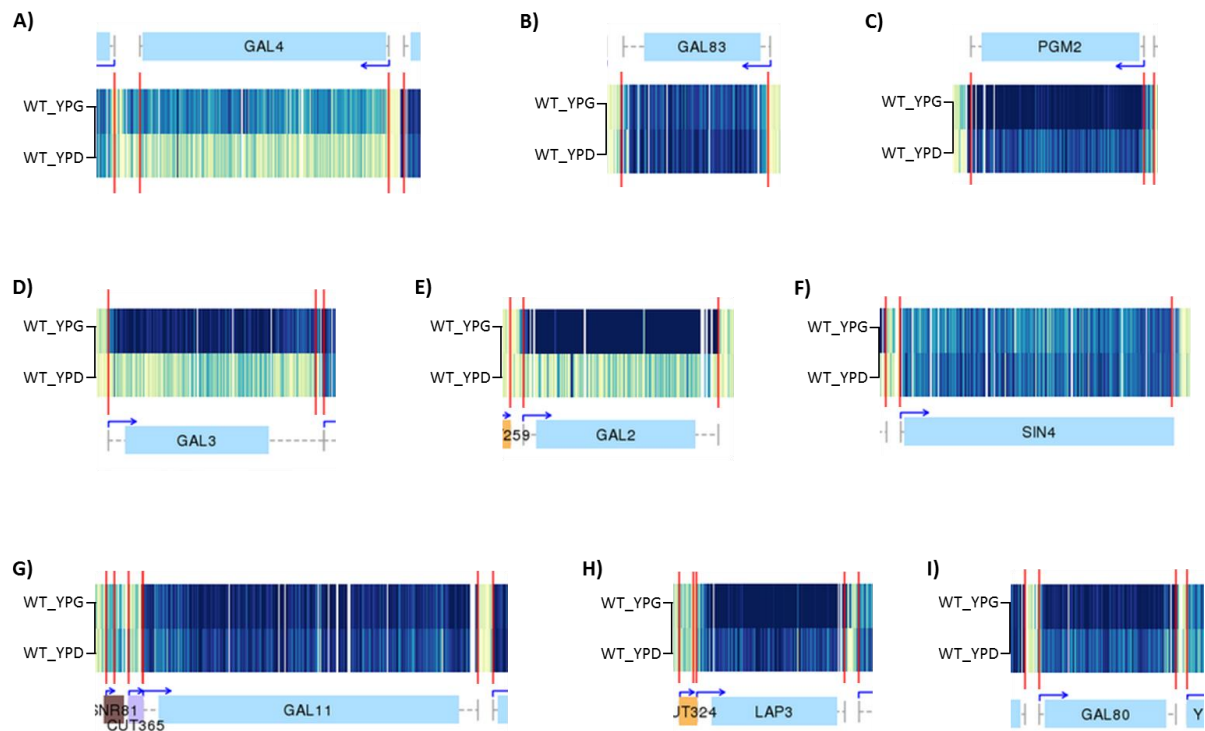 A)
GAL4
WT_YPG
WT_YPD
B)
GAL83
WT_YPG
WT_YPD
C)
PGM2
WT_YPG
WT_YPD
D)
WT_YPG
WT_YPD
GAL3
E)
WT_YPG
WT_YPD
259
GAL2
F)
WT_YPG
WT_YPD
SIN4
G)
WT_YPG
WT_YPD
SNR81
CUT365
GAL11
H)
WT_YPG
WT_YPD
UT324
LAP3
I)
WT_YPG
WT_YPD
GAL80
Y